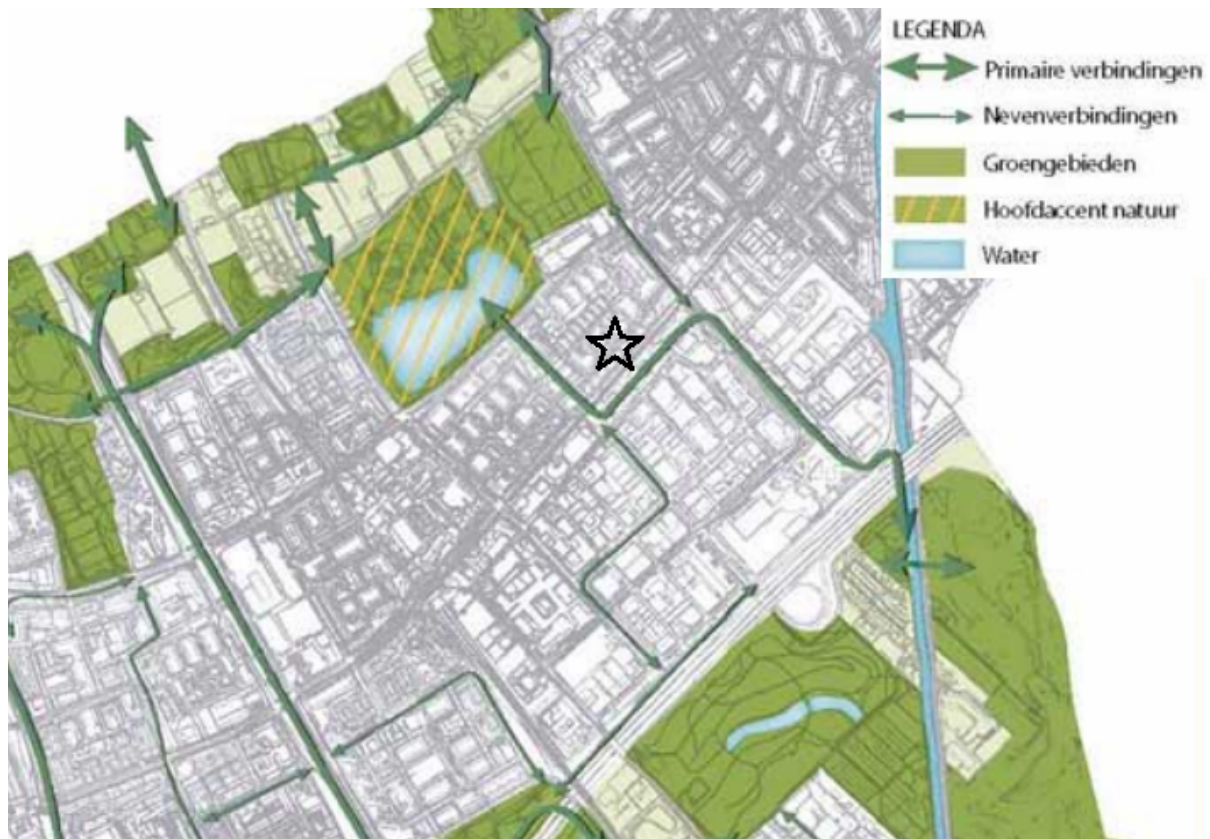 LEGENDA
Primaire verbindingen
Nevenverbindingen
Groengebieden
Hoofdaccent natuur
Water